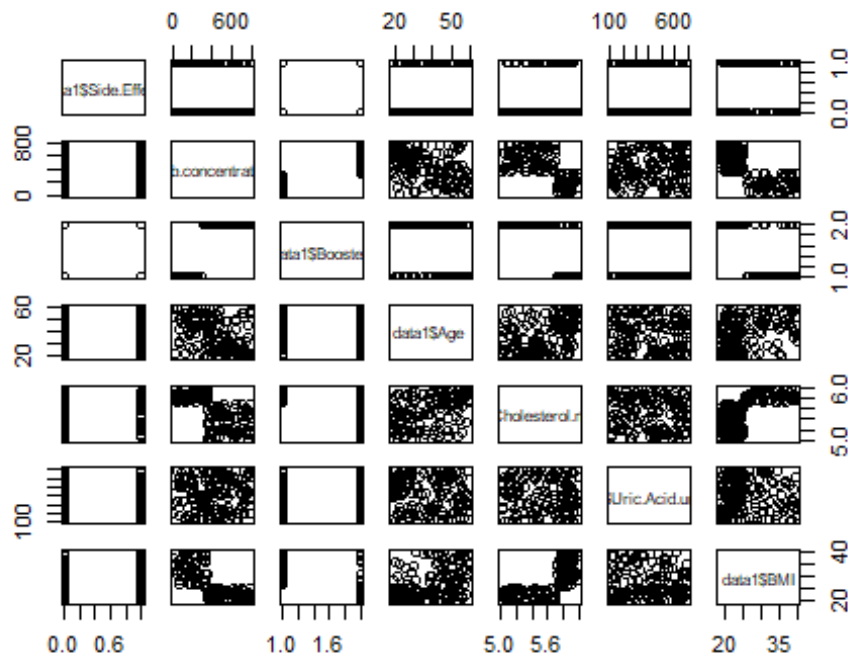 0 600 20 50 100 600
a1$Side.Effe
0.0 1.0
0 800
b.concentrat
ata1$Booste
1.0 2.0
20 60
data1$Age
Cholesterol.r
5.0 6.0
100
$Uric.Acid.ur
data1$BMI
20 40
0.0 0.6 1.0 1.6 5.0 5.6 20 35